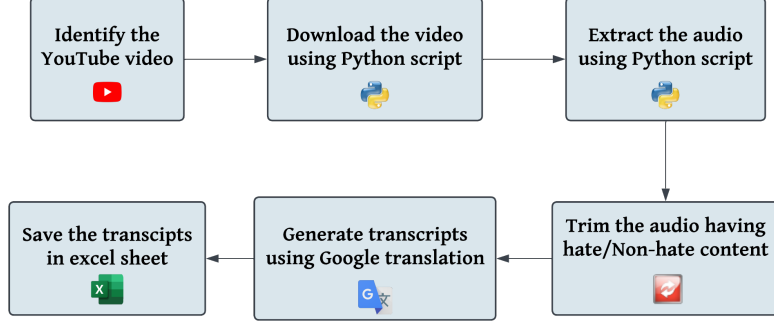 Identify the
YouTube video
Download the video
using Python script
Extract the audio
using Python script
Trim the audio having
hate/Non-hate content
Generate transcripts
using Google translation
G 文
Save the transcipts
in excel sheet
X